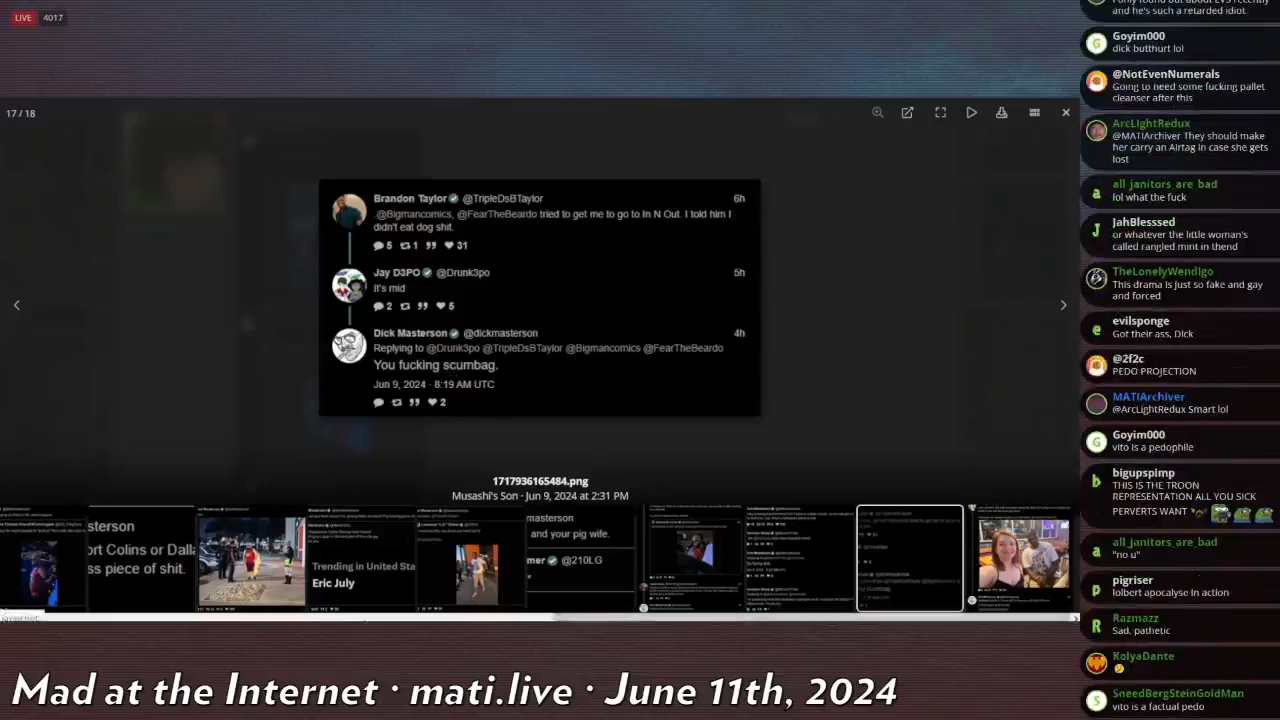 LIVE 4017
17 / 18
Brandon Taylor @TripleDsBTaylor 6h
.@Bigmancomics, @FearTheBeardo tried to get me to go to In N Out. I told him I
didn't eat dog shit.
5 1 31
Jay D3PO @Drunk3po 5h
It's mid
2 5
Dick Masterson @dickmasterson 4h
Replying to @Drunk3po @TripleDsBTaylor @Bigmancomics @FearTheBeardo
You fucking scumbag.
Jun 9, 2024 · 8:19 AM UTC
2
1717936165484.png
Musashi's Son · Jun 9, 2024 at 2:31 PM
sterson
ort Colins or Dalla
ss piece of shit.
Trending in United Sta
Eric July
masterson
and your pig wife.
mer @210LG
Mad at the Internet · mati.live · June 11th, 2024
and he's such a retarded idiot.
Goyim000
dick butthurt lol
@NotEvenNumerals
Going to need some fucking pallet
cleanser after this
ArcLightRedux
@MATIArchiver They should make
her carry an Airtag in case she gets
lost
all_janitors_are_bad
lol what the fuck
JahBlesssed
or whatever the little woman's
called rangled mint in thend
TheLonelyWendigo
This drama is just so fake and gay
and forced
evilsponge
Got their ass, Dick
@2f2c
PEDO PROJECTION
MATIArchiver
@ArcLightRedux Smart lol
Goyim000
vito is a pedophile
bigupspimp
THIS IS THE TROON
REPRESENTATION ALL YOU SICK
PERVERTS WANT
all_janitors_are_bad
"no u"
priser
lolbert apocalypse nation
Razmazz
Sad, pathetic
KolyaDante
SneedBergSteinGoldMan
vito is a factual pedo